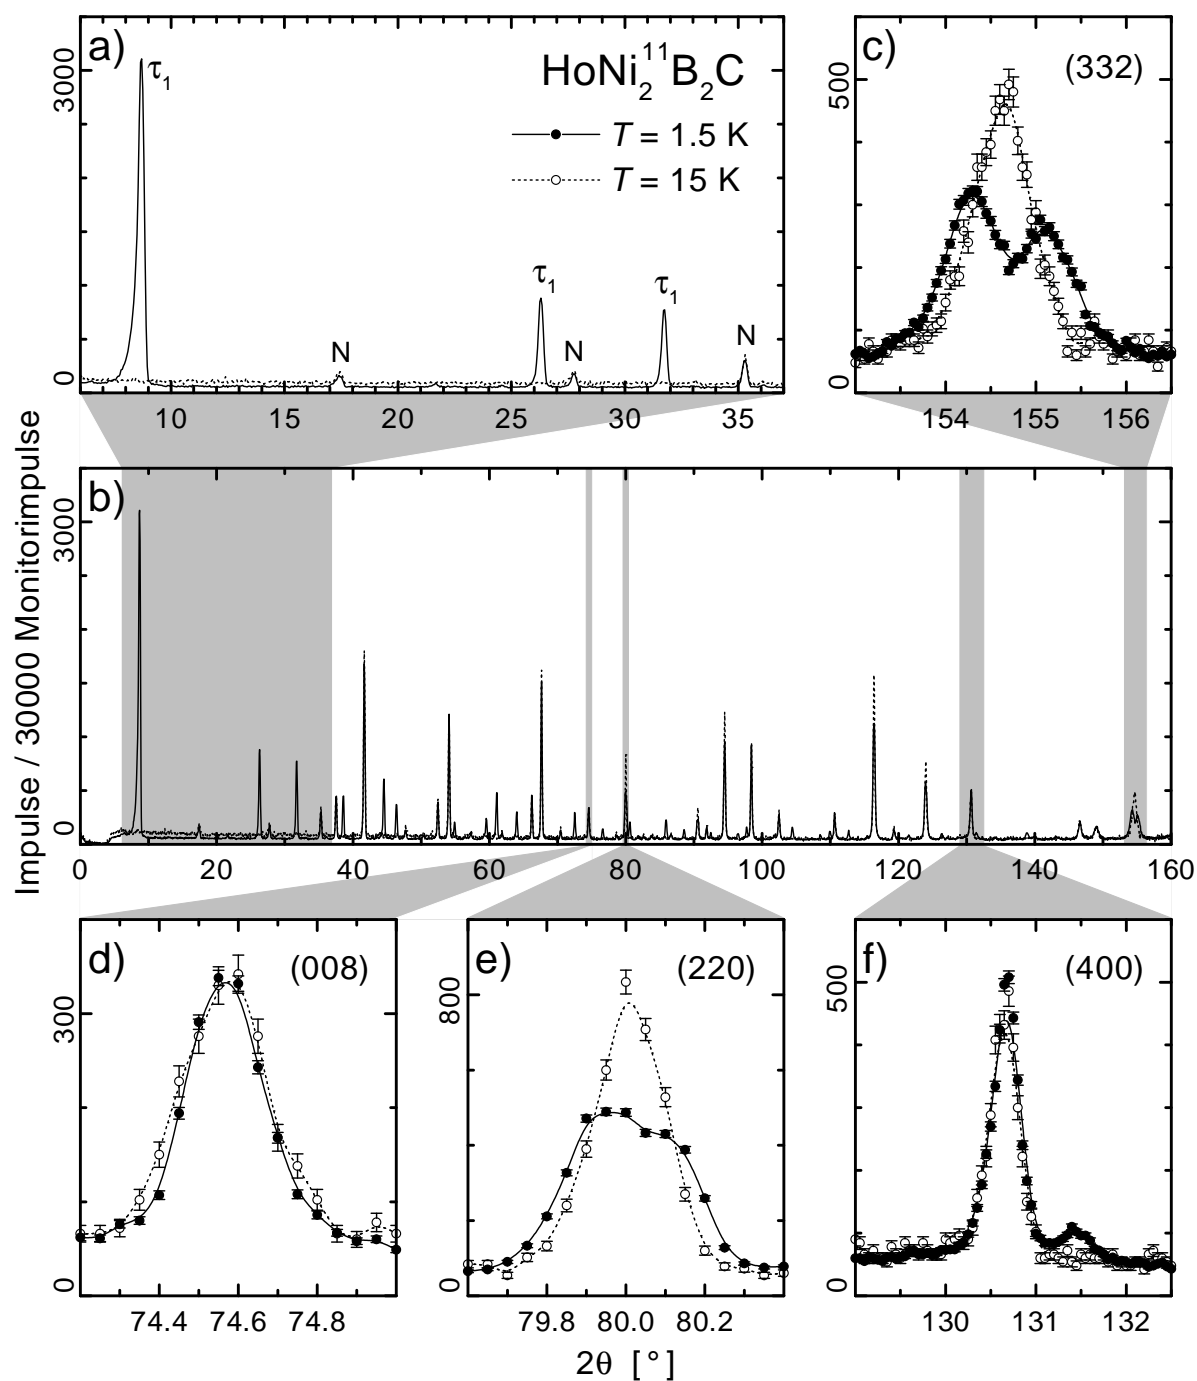 a)
HoNi₂¹¹B₂C
T = 1.5 K
T = 15 K
τ₁
τ₁
τ₁
N
N
N
3000
0
10 15 20 25 30 35
c)
(332)
500
0
154 155 156
b)
3000
0
0 20 40 60 80 100 120 140 160
Impulse / 30000 Monitorimpulse
d)
(008)
300
0
74.4 74.6 74.8
e)
(220)
800
0
79.8 80.0 80.2
f)
(400)
500
0
130 131 132
2θ [°]